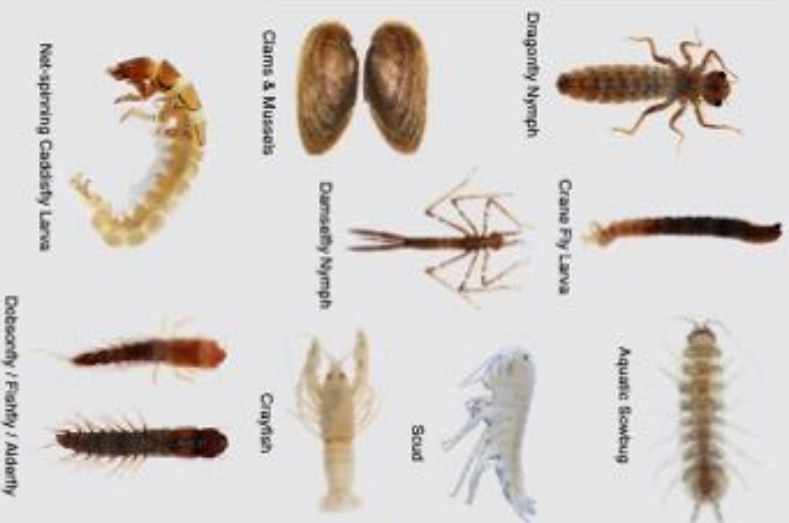 Dragonfly Nymph
Crane Fly Larva
Aquatic Sowbug
Clams & Mussels
Damselfly Nymph
Scud
Crayfish
Net-spinning Caddisfly Larva
Dobsonfly / Fishfly / Alderfly